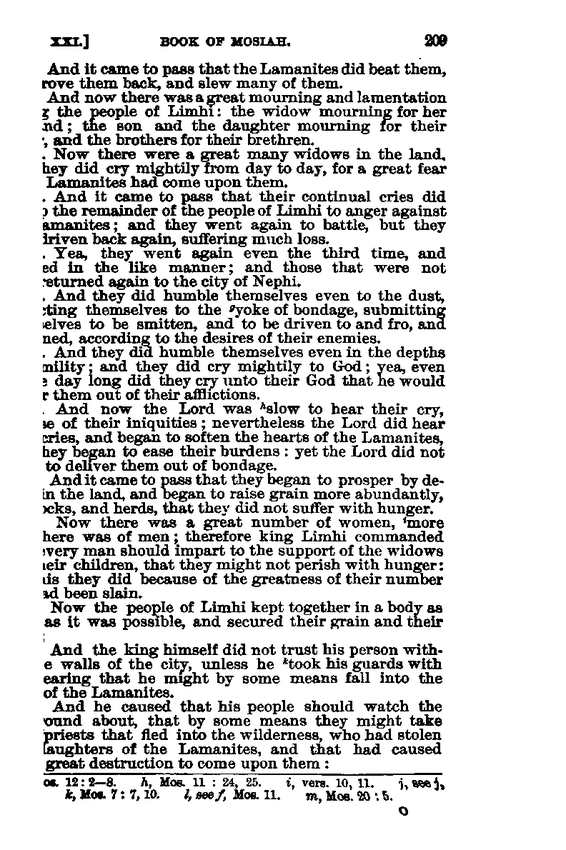 XXI.] BOOK OF MOSIAH. 209
And it came to pass that the Lamanites did beat them,
rove them back, and slew many of them.
And now there was a great mourning and lamentation
g the people of Limhi: the widow mourning for her
nd; the son and the daughter mourning for their
, and the brothers for their brethren.
. Now there were a great many widows in the land,
hey did cry mightily from day to day, for a great fear
Lamanites had come upon them.
. And it came to pass that their continual cries did
the remainder of the people of Limhi to anger against
amanites; and they went again to battle, but they
driven back again, suffering much loss.
. Yea, they went again even the third time, and
ed in the like manner; and those that were not
returned again to the city of Nephi.
. And they did humble themselves even to the dust,
cting themselves to the gyoke of bondage, submitting
selves to be smitten, and to be driven to and fro, and
ned, according to the desires of their enemies.
. And they did humble themselves even in the depths
mility; and they did cry mightily to God; yea, even
e day long did they cry unto their God that he would
r them out of their afflictions.
. And now the Lord was hslow to hear their cry,
se of their iniquities; nevertheless the Lord did hear
cries, and began to soften the hearts of the Lamanites,
hey began to ease their burdens: yet the Lord did not
to deliver them out of bondage.
And it came to pass that they began to prosper by de-
in the land, and began to raise grain more abundantly,
ocks, and herds, that they did not suffer with hunger.
Now there was a great number of women, imore
here was of men; therefore king Limhi commanded
very man should impart to the support of the widows
eir children, that they might not perish with hunger:
is they did because of the greatness of their number
ad been slain.
Now the people of Limhi kept together in a body as
as it was possible, and secured their grain and their
;
And the king himself did not trust his person with-
e walls of the city, unless he ktook his guards with
earing that he might by some means fall into the
of the Lamanites.
And he caused that his people should watch the
ound about, that by some means they might take
priests that fled into the wilderness, who had stolen
daughters of the Lamanites, and that had caused
great destruction to come upon them:
os. 12: 2—8. h, Mos. 11: 24, 25. i, vers. 10, 11. j, see j,
k, Mos. 7: 7, 10. l, see f, Mos. 11. m, Mos. 20: 5.
O